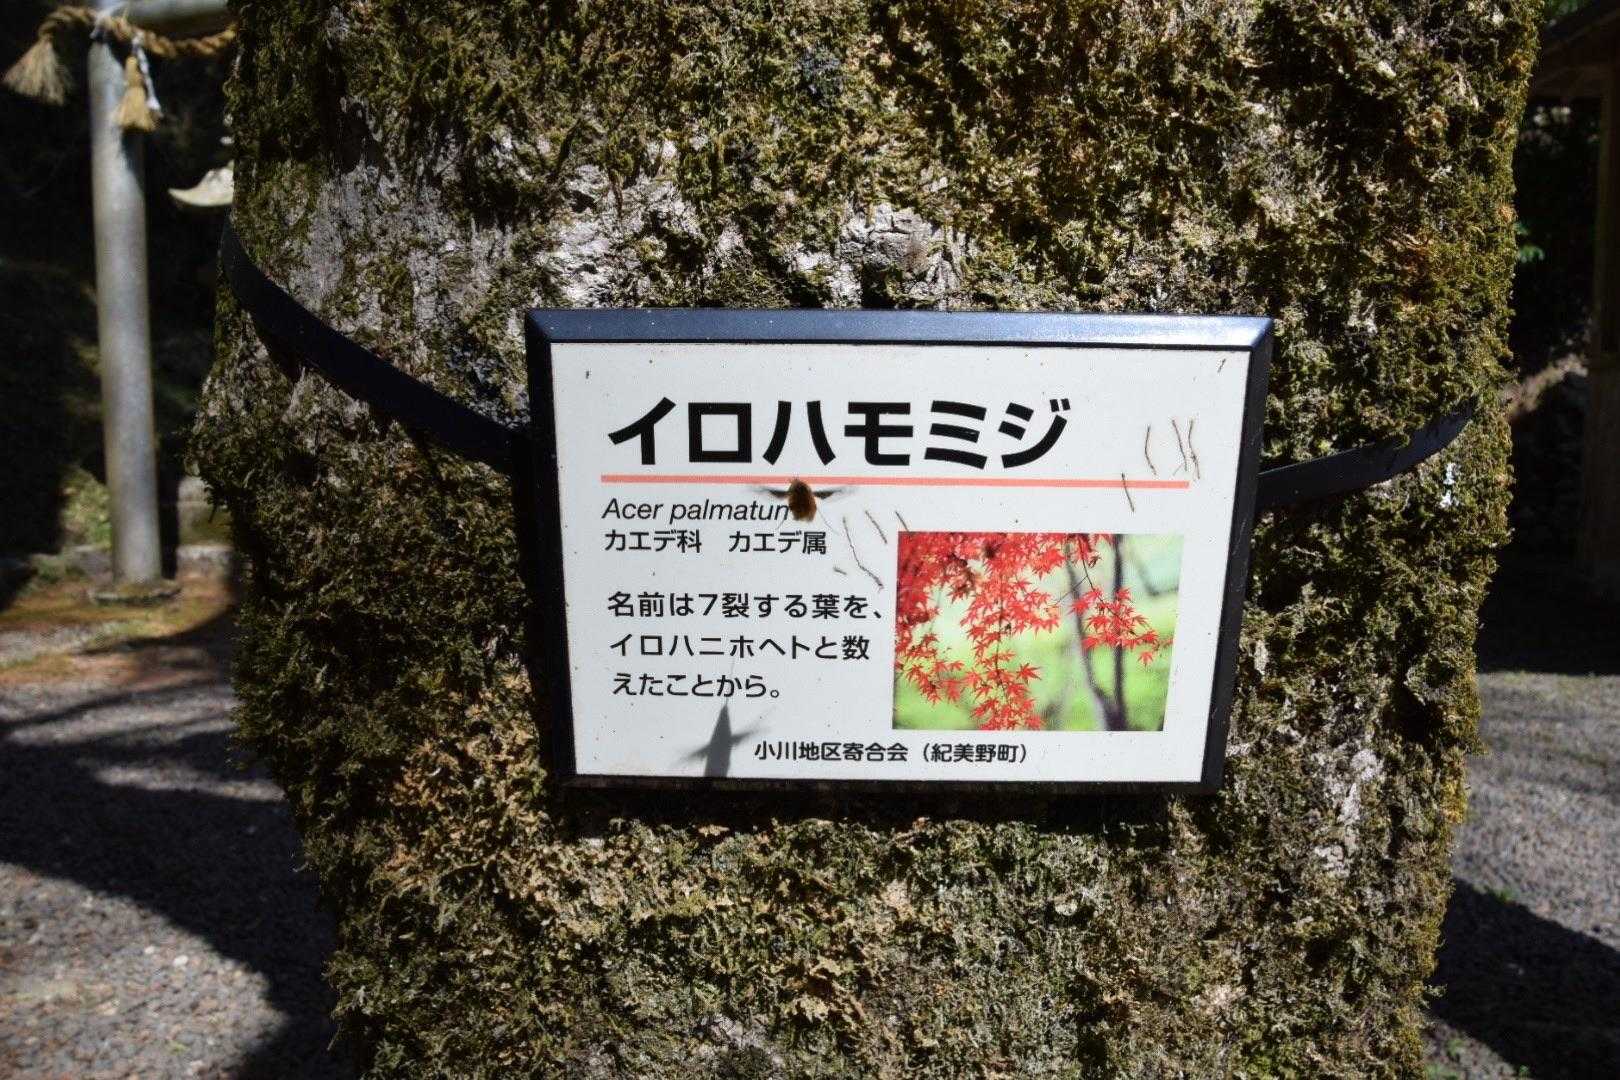 イロハモミジ
Acer palmatum
カエデ科　カエデ属
名前は7裂する葉を、
イロハニホヘトと数
えたことから。
小川地区寄合会（紀美野町）